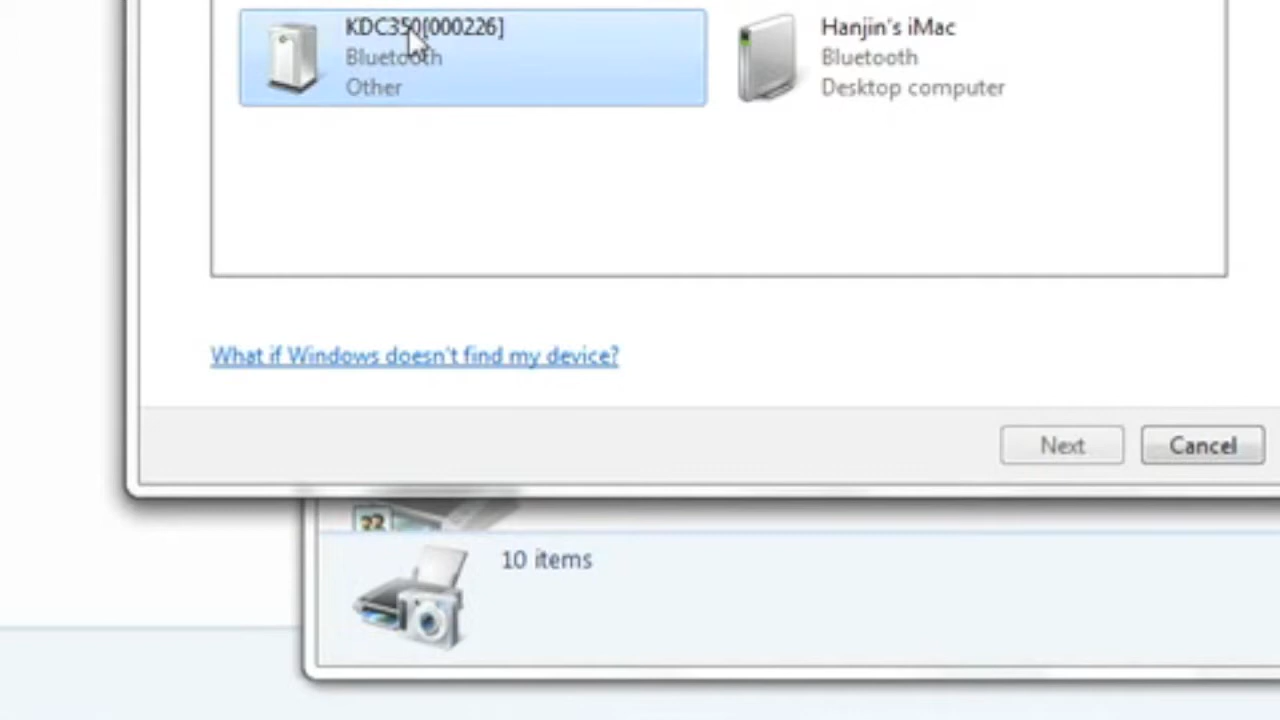 KDC350[000226]
Bluetooth
Other
Hanjin's iMac
Bluetooth
Desktop computer
What if Windows doesn't find my device?
Next
Cancel
10 items